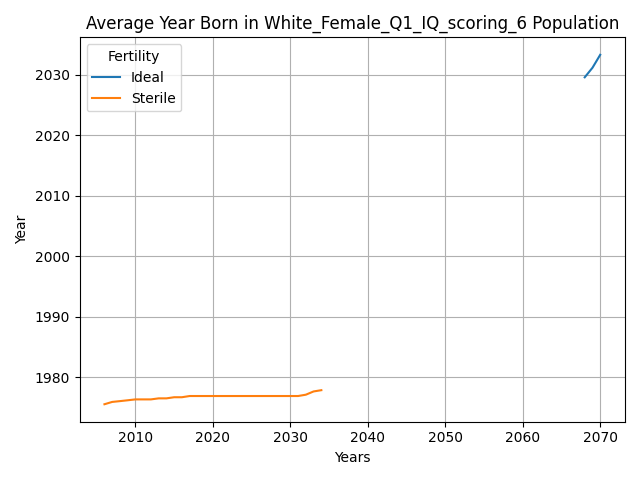 Average Year Born in White_Female_Q1_IQ_scoring_6 Population
Fertility
Ideal
Sterile
2030
2020
2010
2000
1990
1980
Year
2010 2020 2030 2040 2050 2060 2070
Years